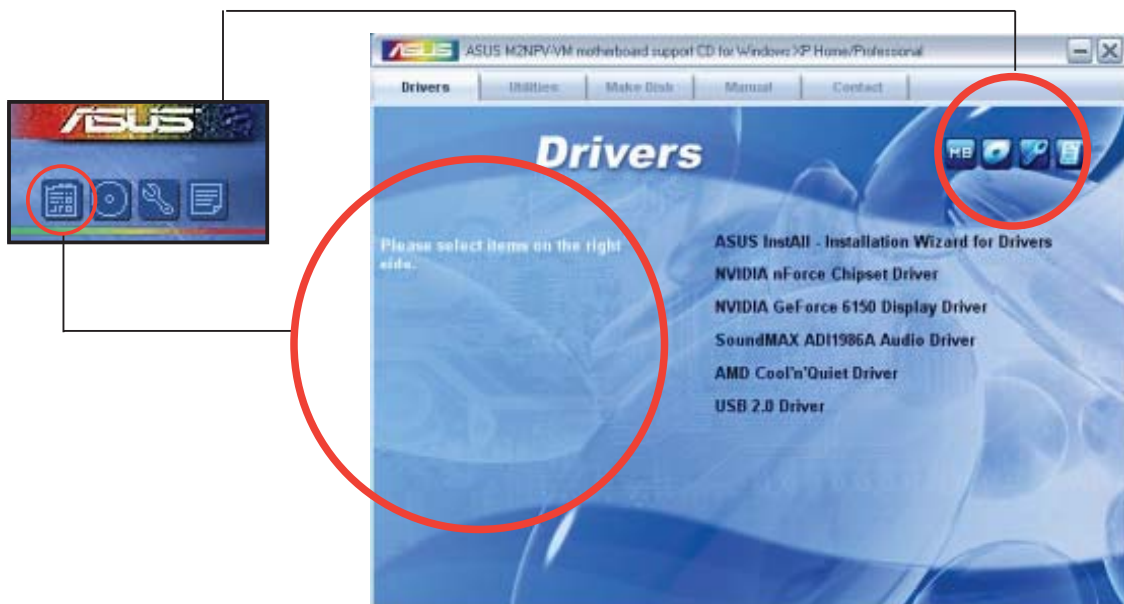 ASUS
ASUS
ASUS M2NPV-VM motherboard support CD for Windows XP Home/Professional
Drivers
Utilities
Make Disk
Manual
Contact
Drivers
MB
Please select items on the right
side.
ASUS InstAll - Installation Wizard for Drivers
NVIDIA nForce Chipset Driver
NVIDIA GeForce 6150 Display Driver
SoundMAX ADI1986A Audio Driver
AMD Cool'n'Quiet Driver
USB 2.0 Driver